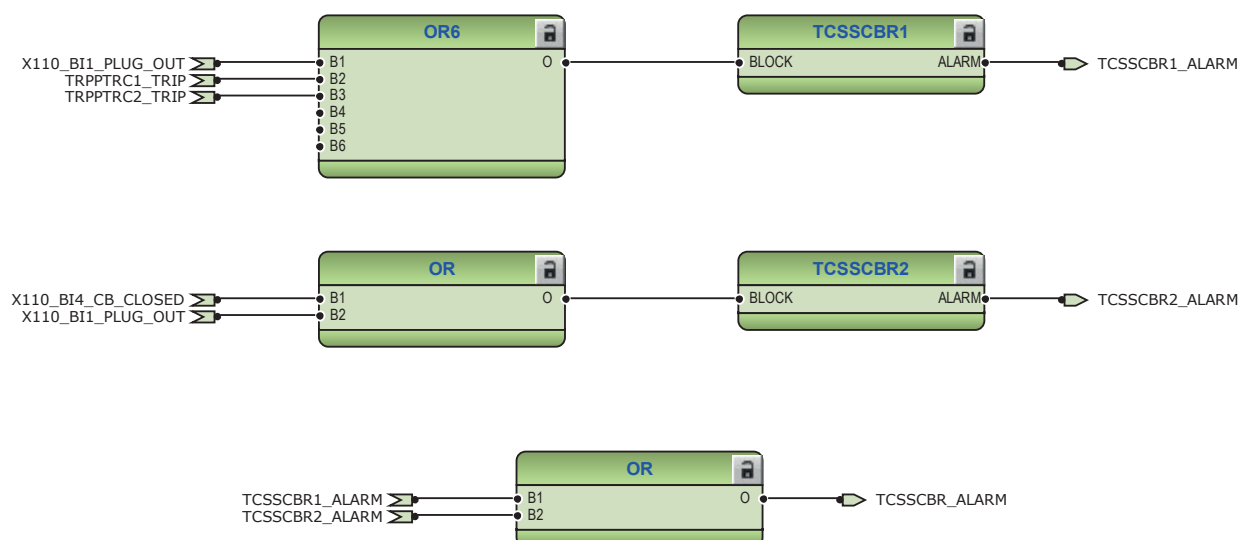 OR6
TCSSCBR1
X110_BI1_PLUG_OUT B1 O BLOCK ALARM TCSSCBR1_ALARM
TRPPTRC1_TRIP B2
TRPPTRC2_TRIP B3
B4
B5
B6
OR
TCSSCBR2
X110_BI4_CB_CLOSED B1 O BLOCK ALARM TCSSCBR2_ALARM
X110_BI1_PLUG_OUT B2
OR
TCSSCBR1_ALARM B1 O TCSSCBR_ALARM
TCSSCBR2_ALARM B2